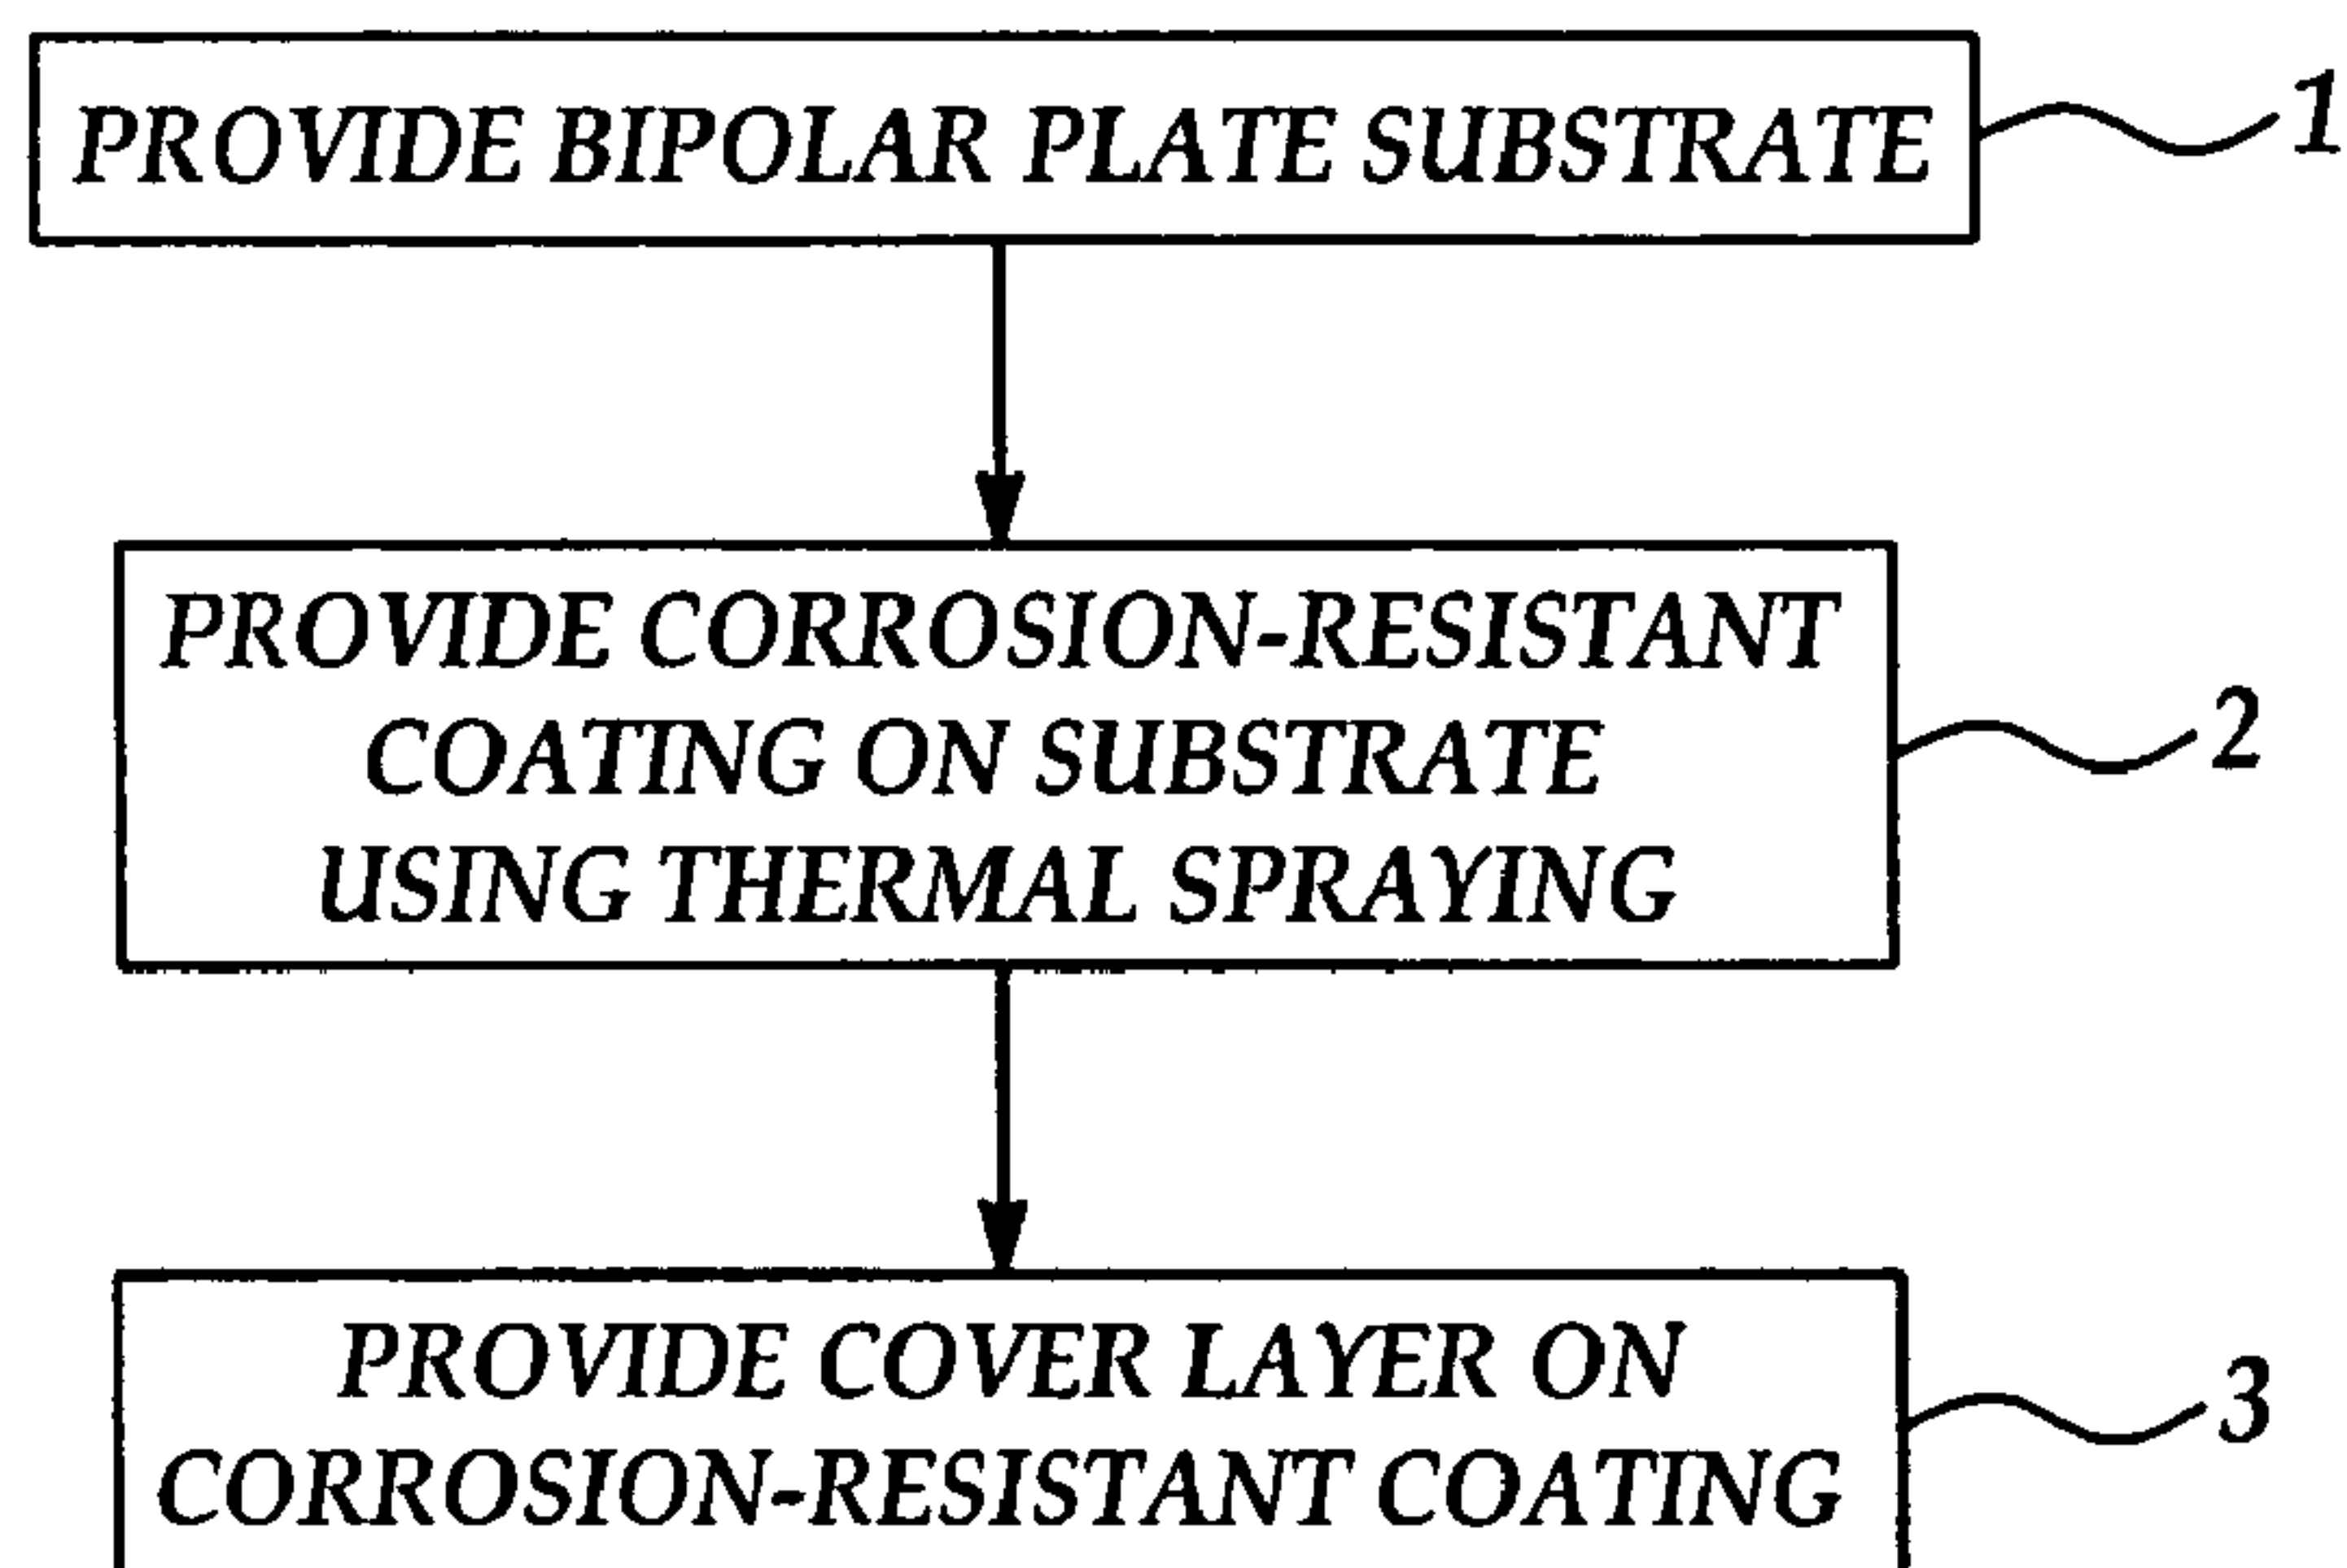 PROVIDE BIPOLAR PLATE SUBSTRATE
1
PROVIDE CORROSION-RESISTANT
COATING ON SUBSTRATE
USING THERMAL SPRAYING
2
PROVIDE COVER LAYER ON
CORROSION-RESISTANT COATING
3